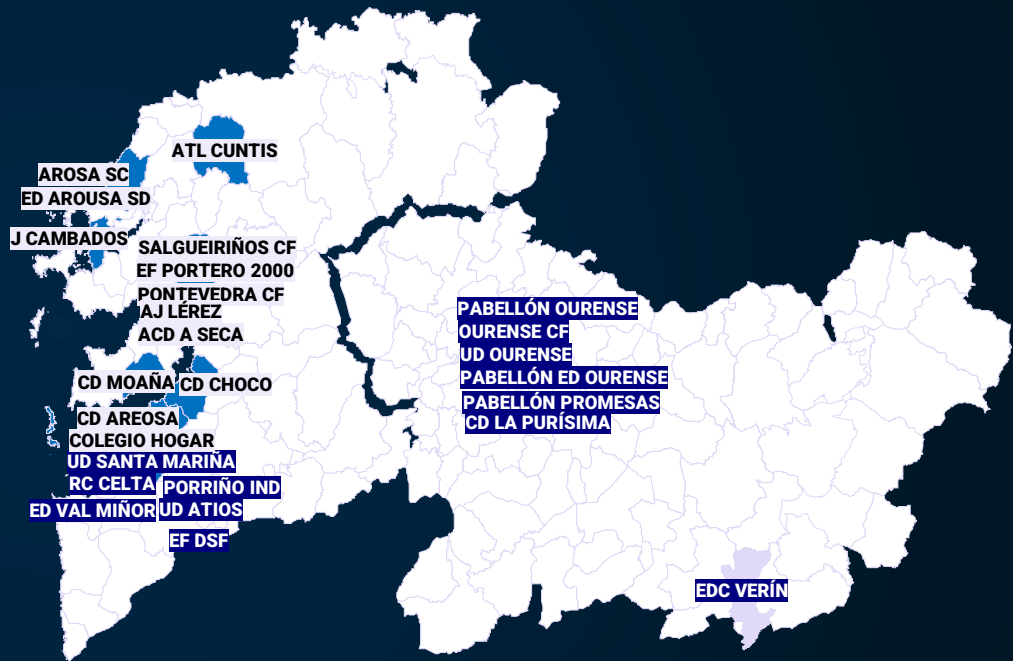 ATL CUNTIS
AROSA SC
ED AROUSA SD
J CAMBADOS
SALGUEIRIÑOS CF
EF PORTERO 2000
PONTEVEDRA CF
AJ LÉREZ
ACD A SECA
CD MOAÑA
CD CHOCO
CD AREOSA
COLEGIO HOGAR
UD SANTA MARIÑA
RC CELTA
PORRIÑO IND
ED VAL MIÑOR
UD ATIOS
EF DSF
PABELLÓN OURENSE
OURENSE CF
UD OURENSE
PABELLÓN ED OURENSE
PABELLÓN PROMESAS
CD LA PURÍSIMA
EDC VERÍN